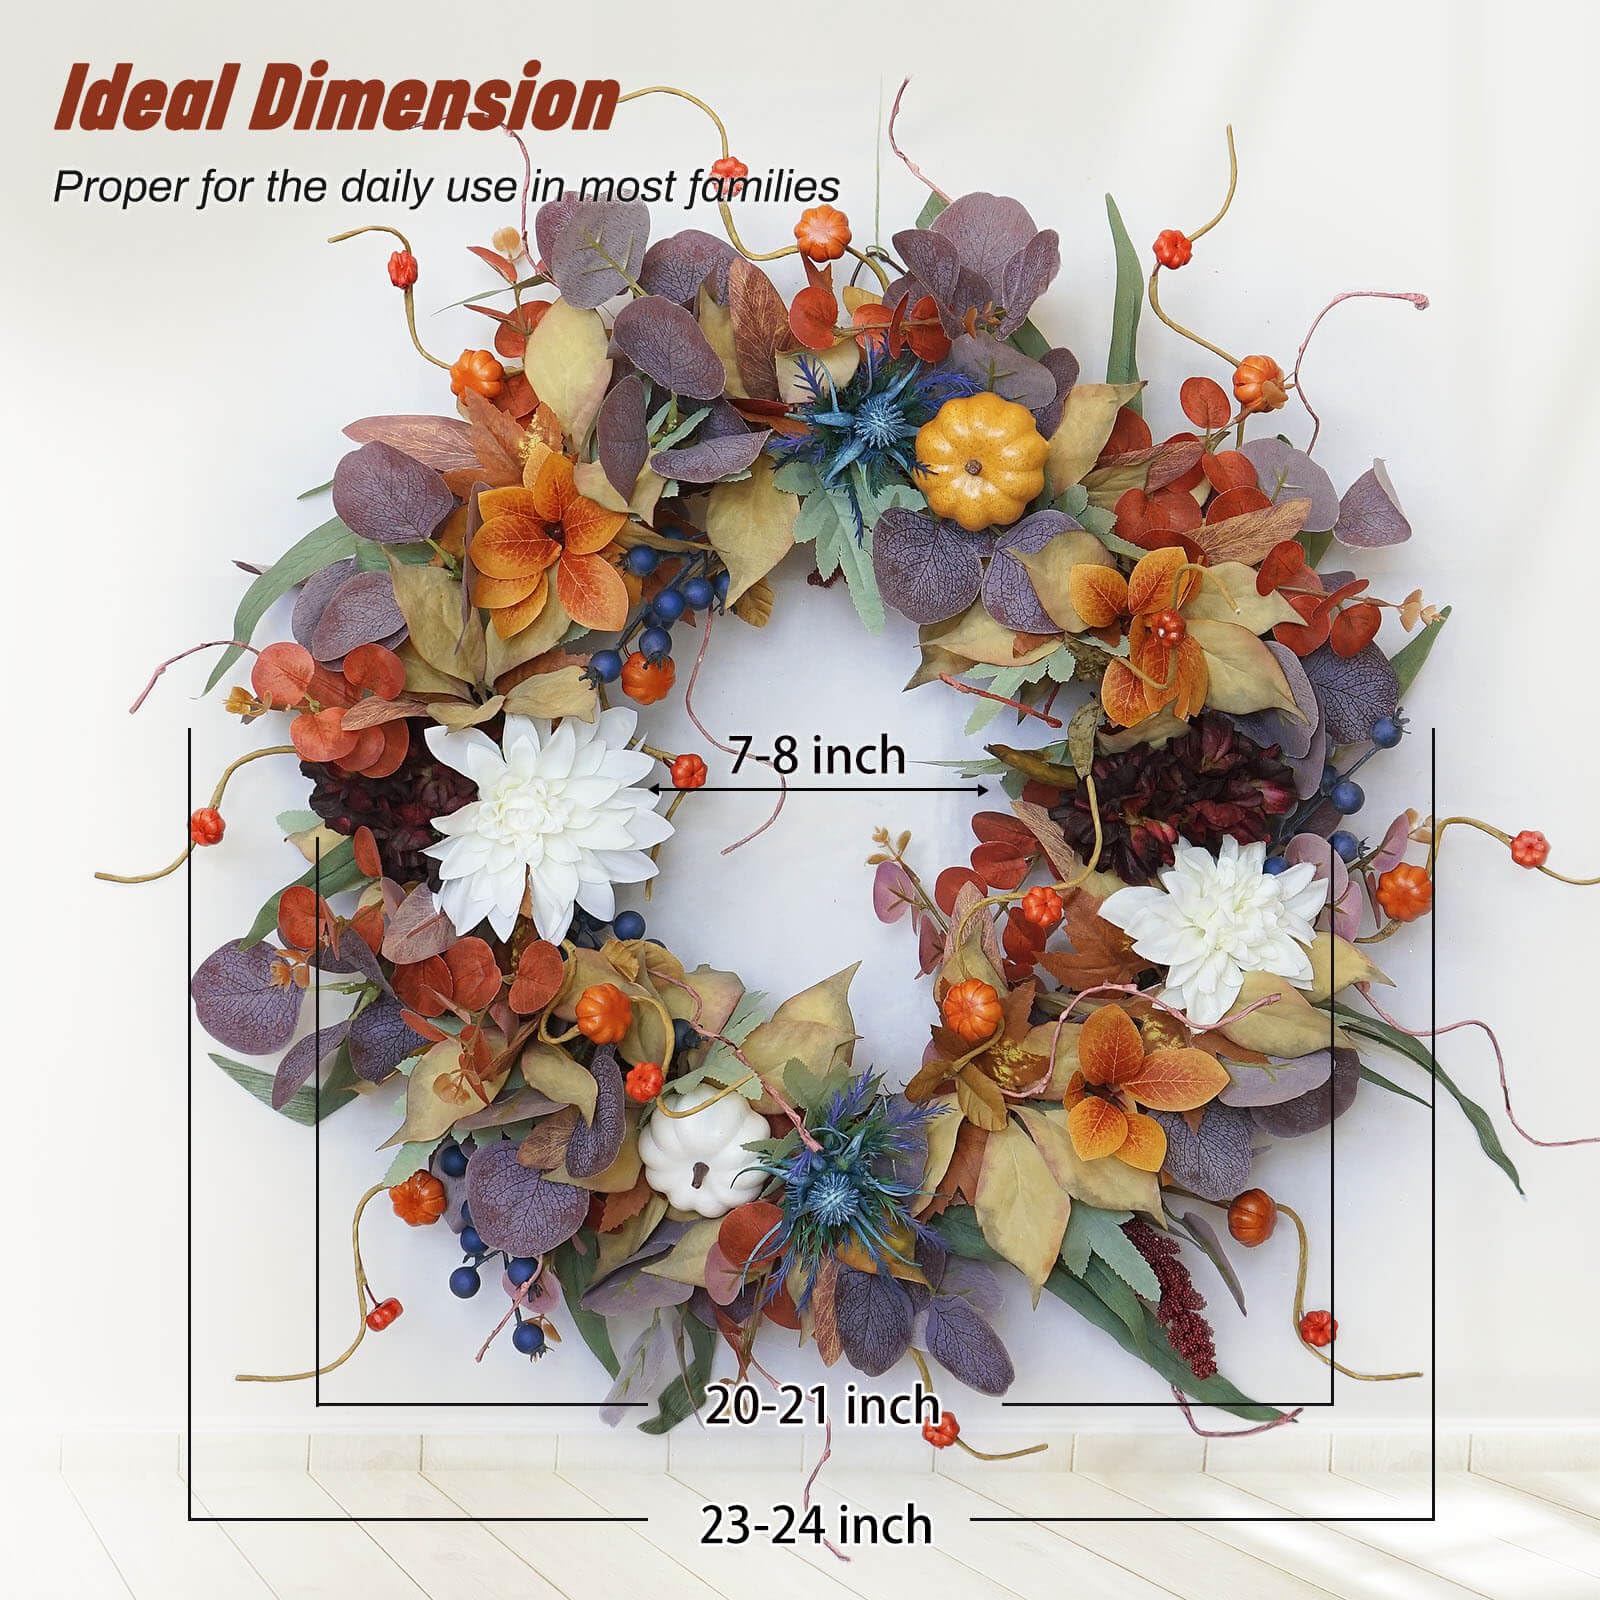 Ideal Dimension
Proper for the daily use in most families
7-8 inch
20-21 inch
23-24 inch